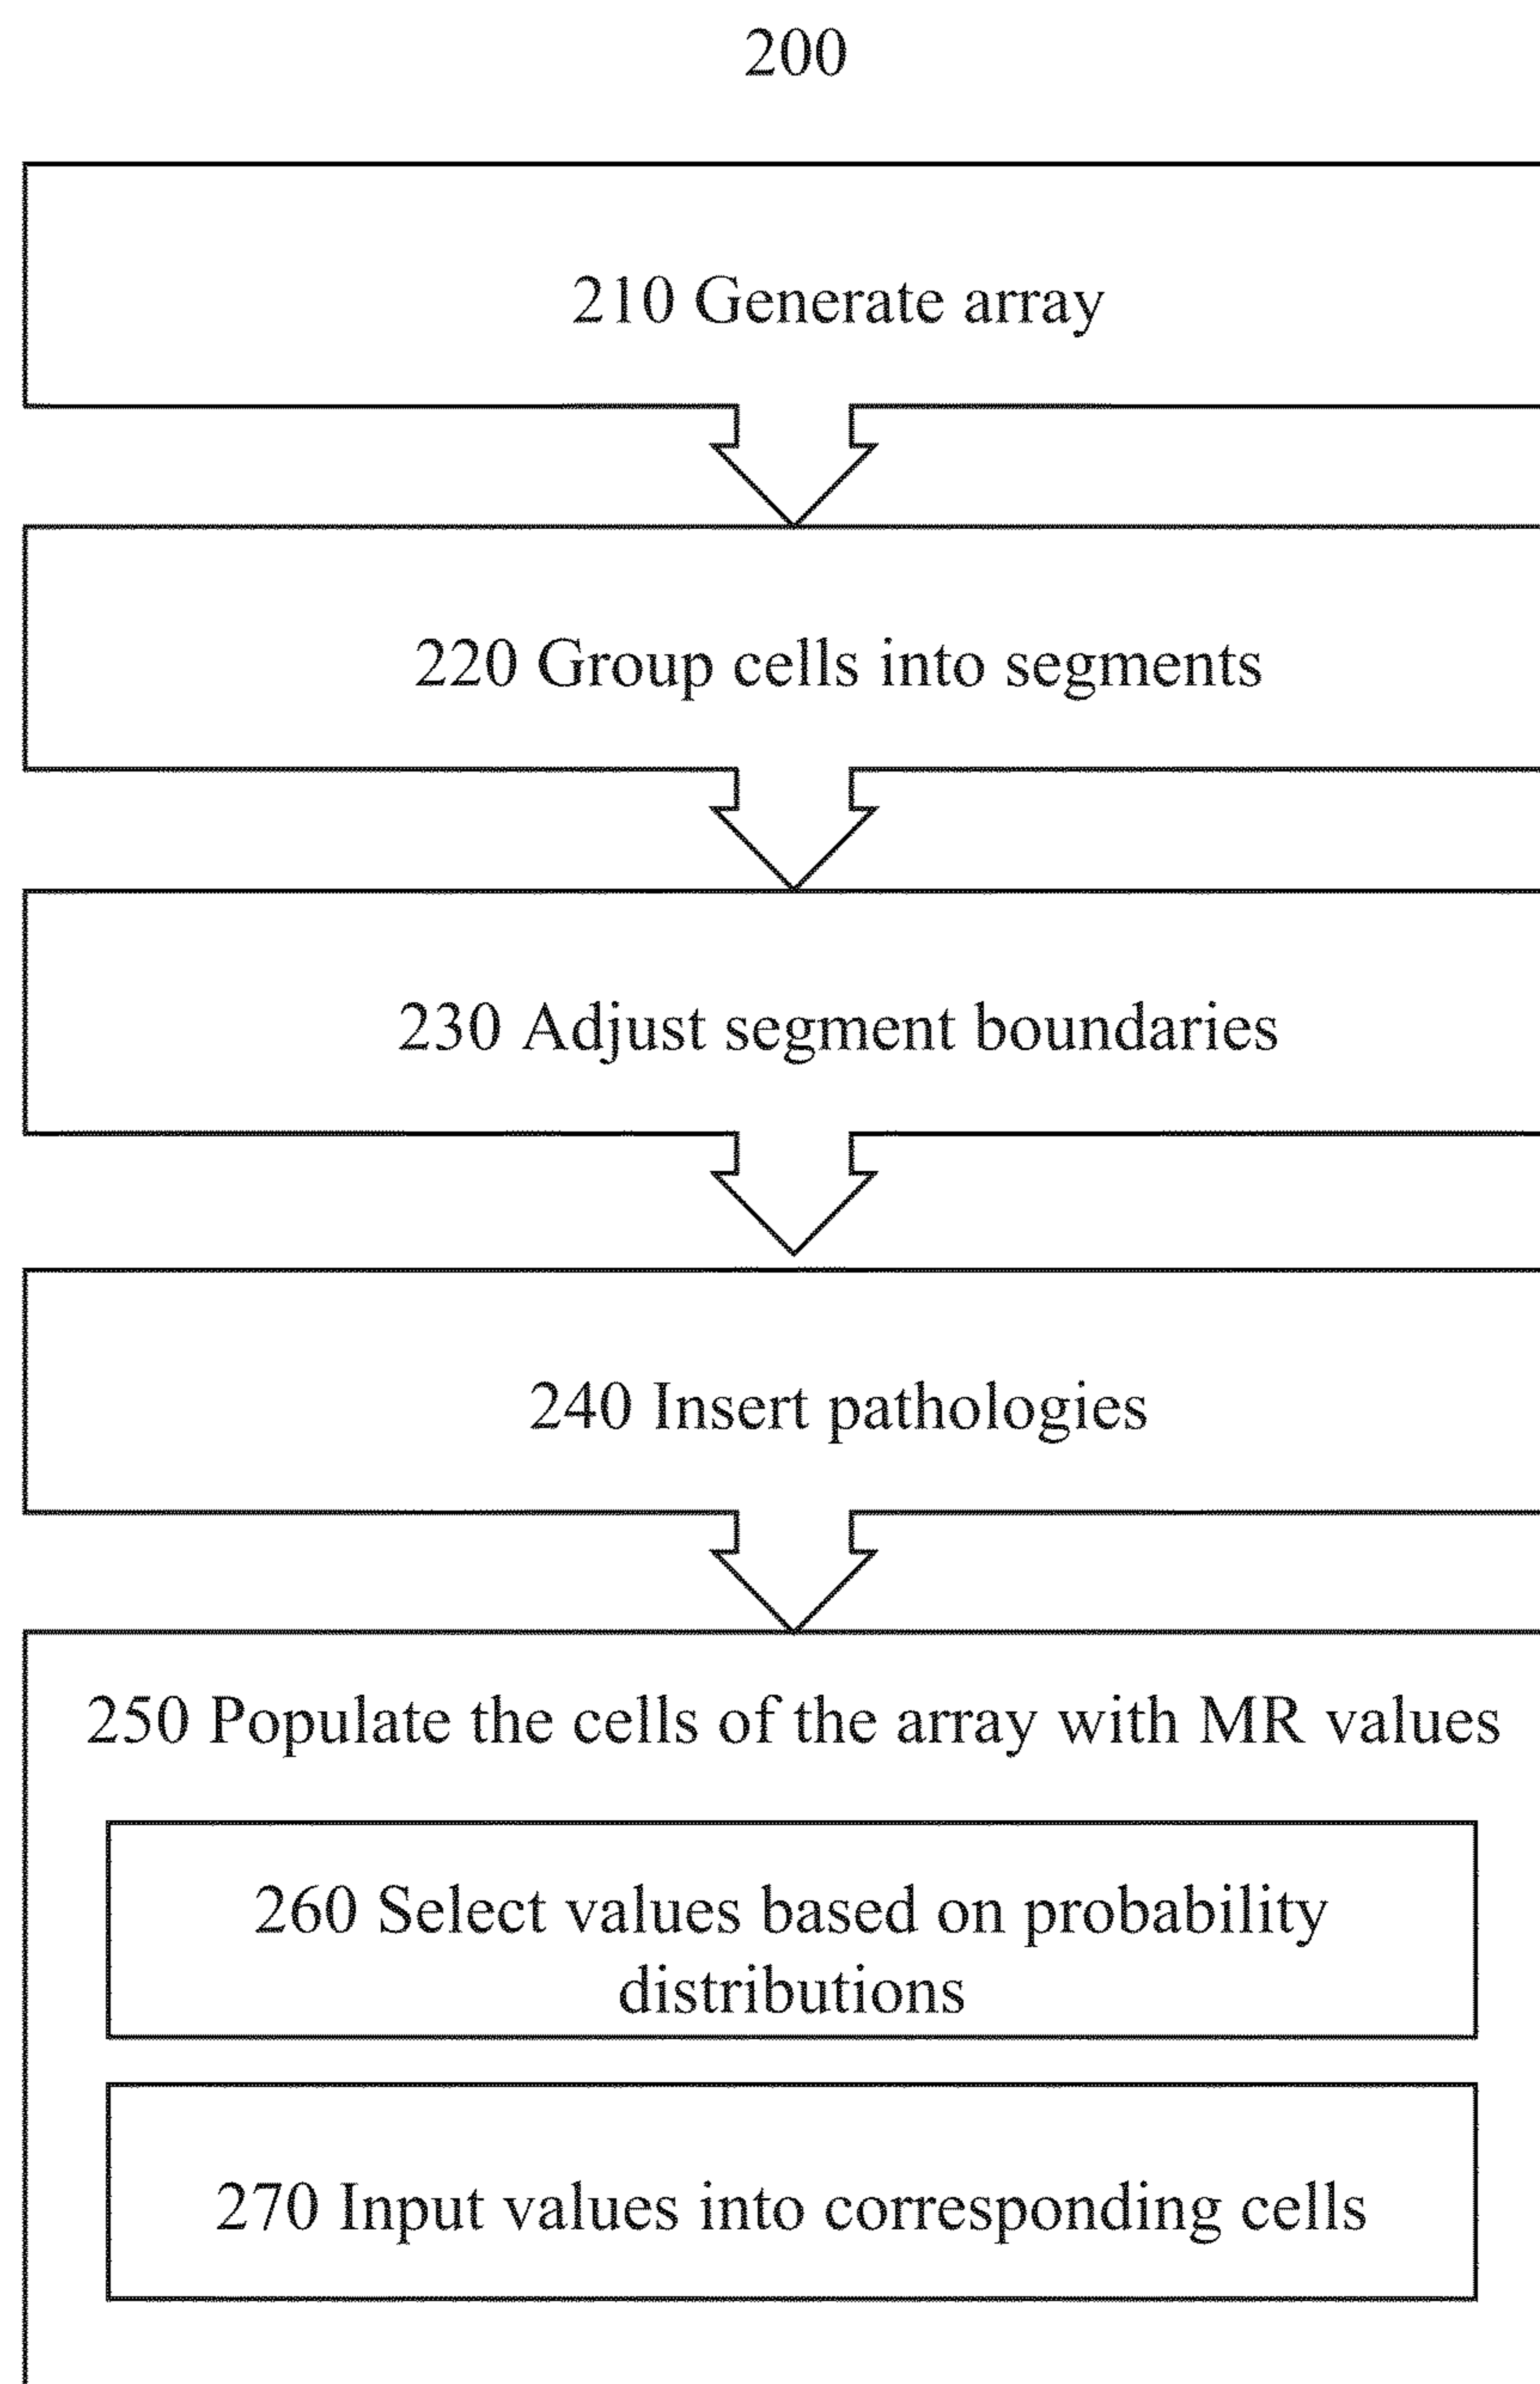 200
210 Generate array
220 Group cells into segments
230 Adjust segment boundaries
240 Insert pathologies
250 Populate the cells of the array with MR values
260 Select values based on probability
distributions
270 Input values into corresponding cells